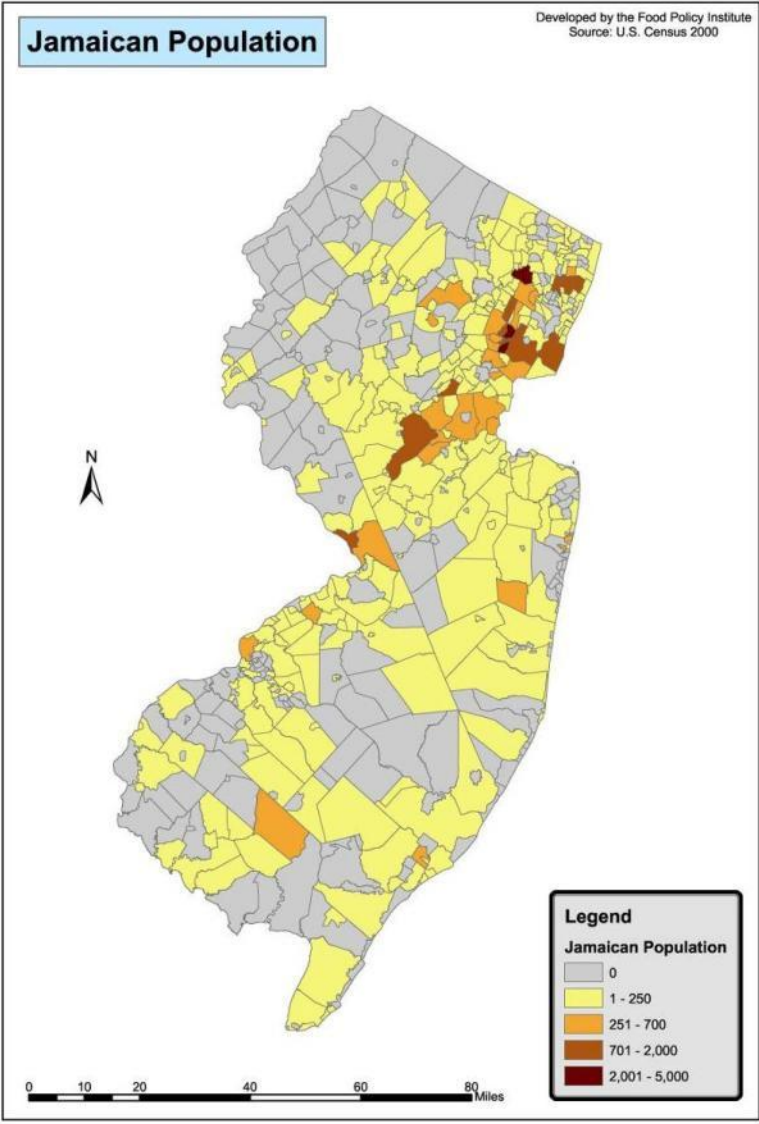 Jamaican Population
Developed by the Food Policy Institute
Source: U.S. Census 2000
N
Legend
Jamaican Population
0
1 - 250
251 - 700
701 - 2,000
2,001 - 5,000
0 10 20 40 60 80
Miles